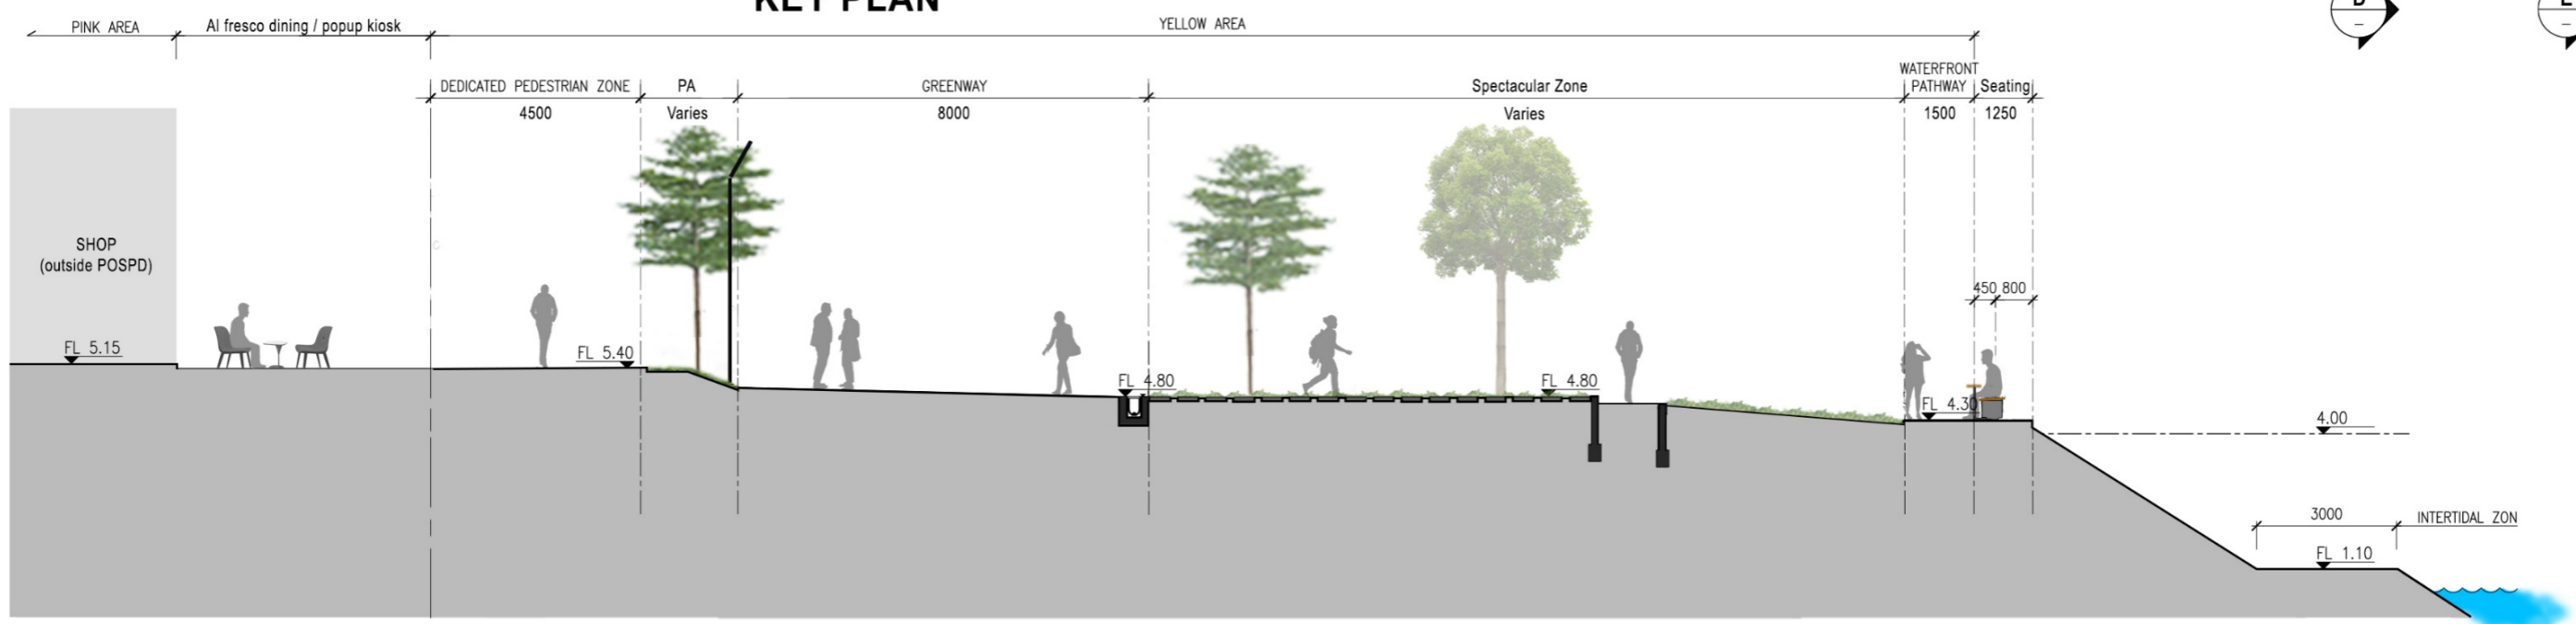 KEY PLAN
PINK AREA
Al fresco dining / popup kiosk
YELLOW AREA
DEDICATED PEDESTRIAN ZONE
4500
PA
Varies
GREENWAY
8000
Spectacular Zone
Varies
WATERFRONT
PATHWAY
1500
Seating
1250
SHOP
(outside POSPD)
450 800
FL 5.15
FL 5.40
FL 4.80
FL 4.80
FL 4.30
4.00
3000
INTERTIDAL ZON
FL 1.10